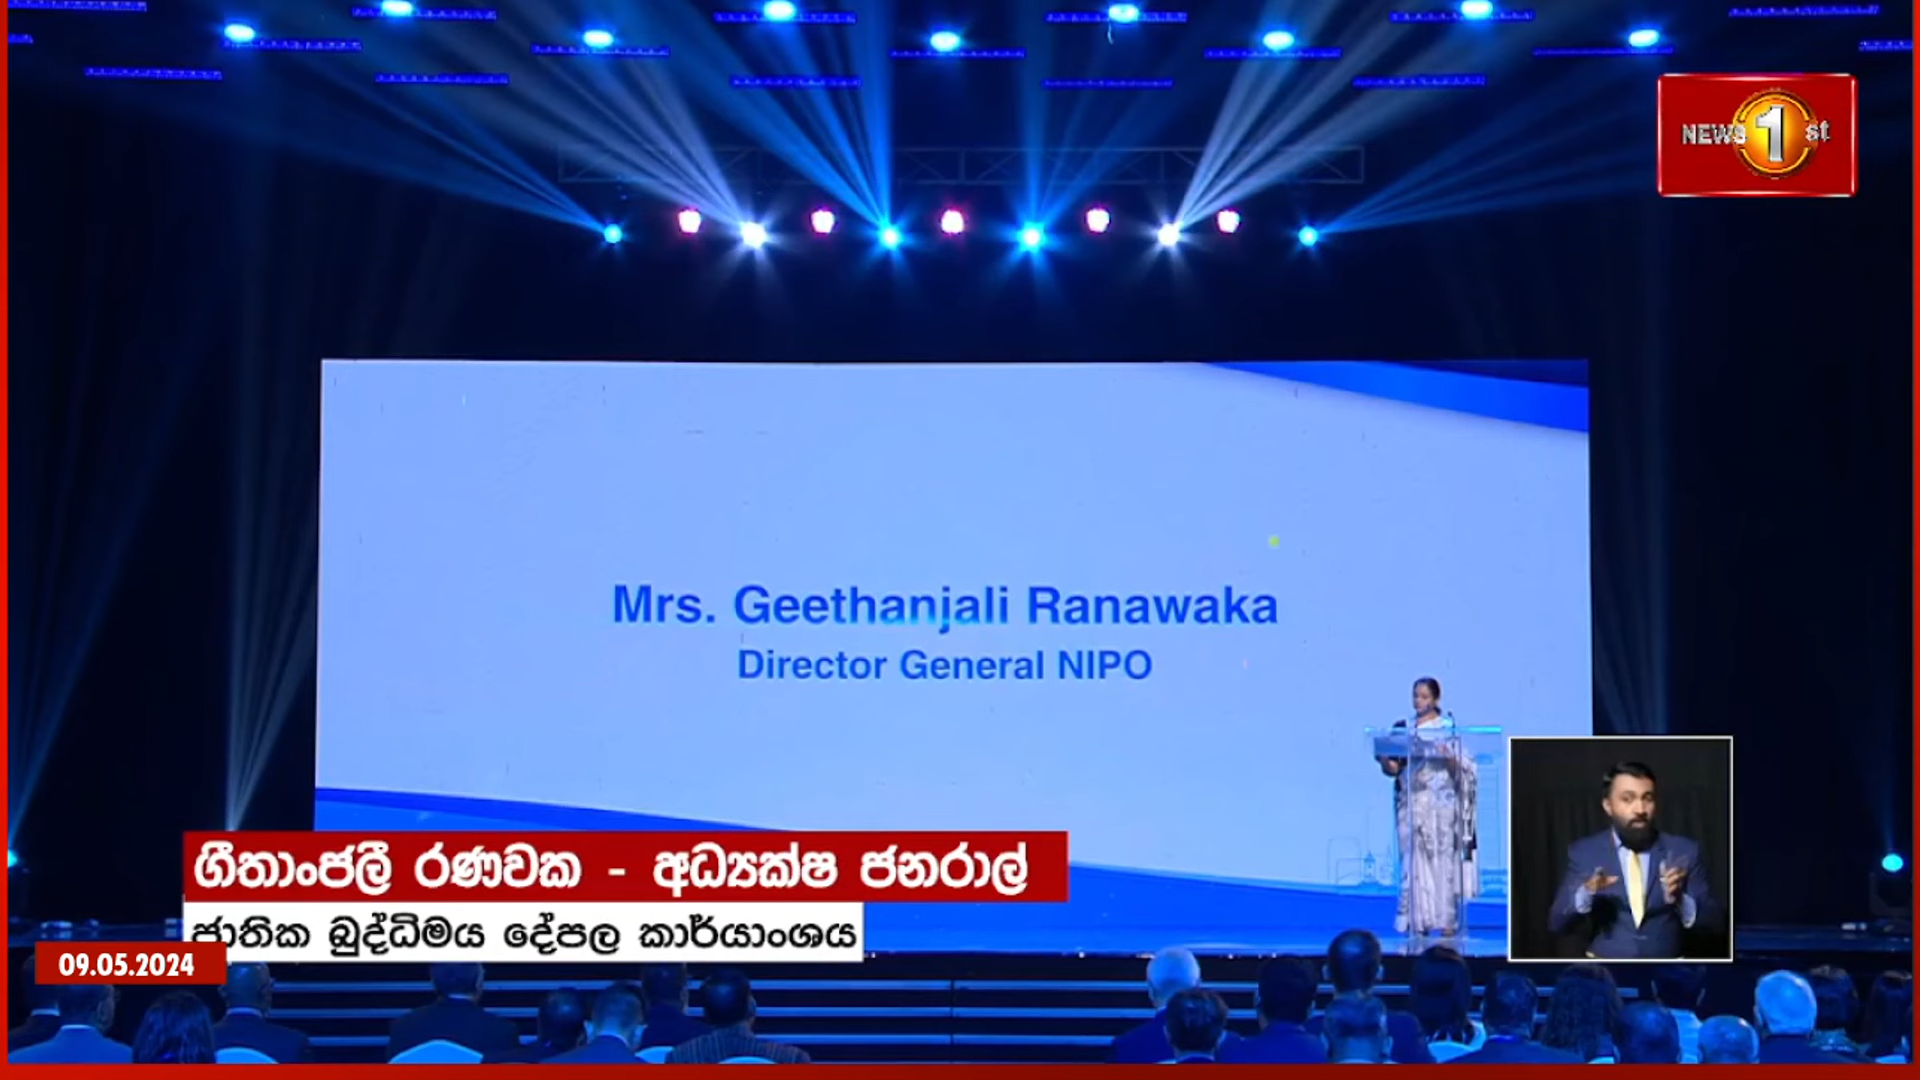 NEWS 1st
Mrs. Geethanjali Ranawaka
Director General NIPO
ගීතාංජලී රණවක - අධ්‍යක්ෂ ජනරාල්
ජාතික බුද්ධිමය දේපල කාර්යාංශය
09.05.2024